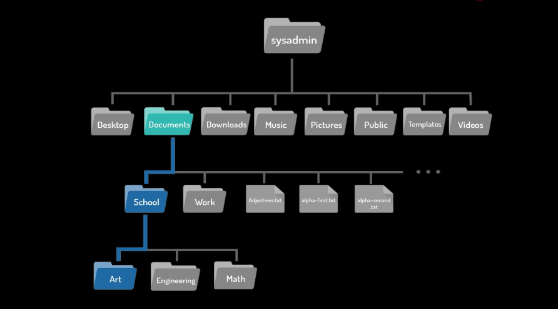 sysadmin
Desktop
Documents
Downloads
Music
Pictures
Public
Templates
Videos
School
Work
Adjectives.txt
alpha-first.txt
alpha-second
.txt
Art
Engineering
Math